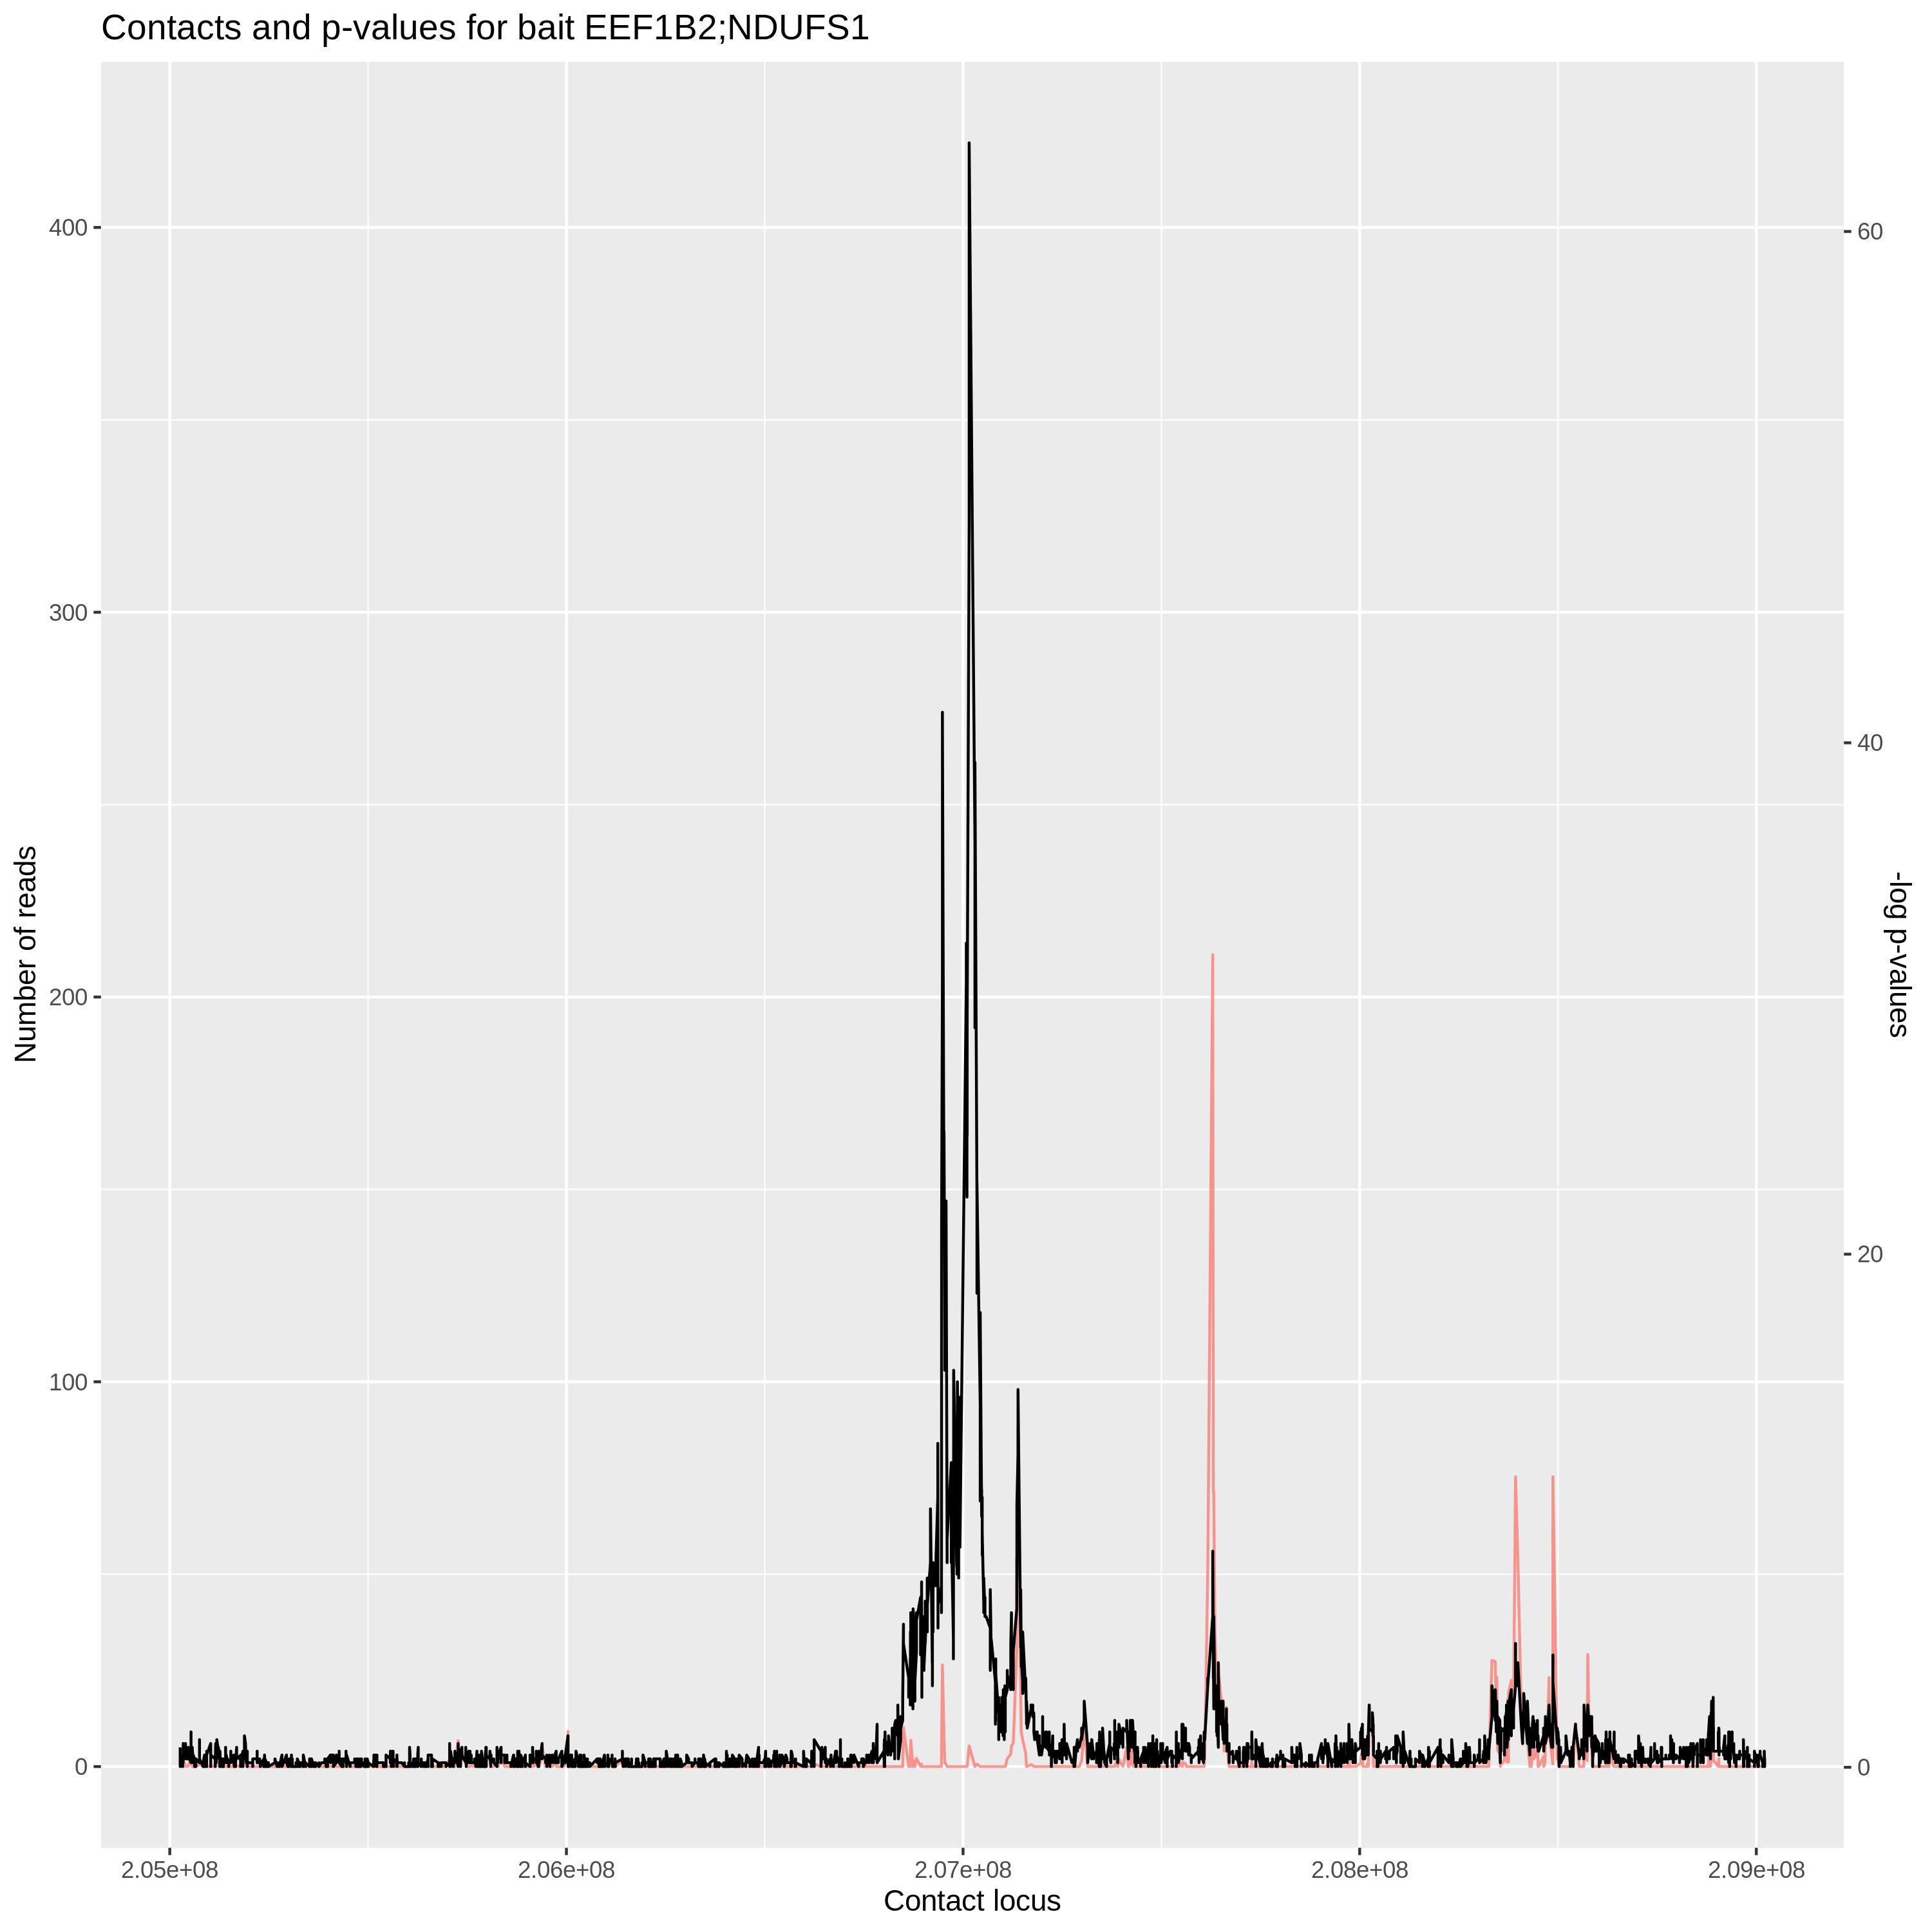 Contacts and p-values for bait EEF1B2;NDUFS1
Number of reads
400
300
200
100
0
60
40
20
0
-log p-values
2.05e+08 2.06e+08 2.07e+08 2.08e+08 2.09e+08
Contact locus